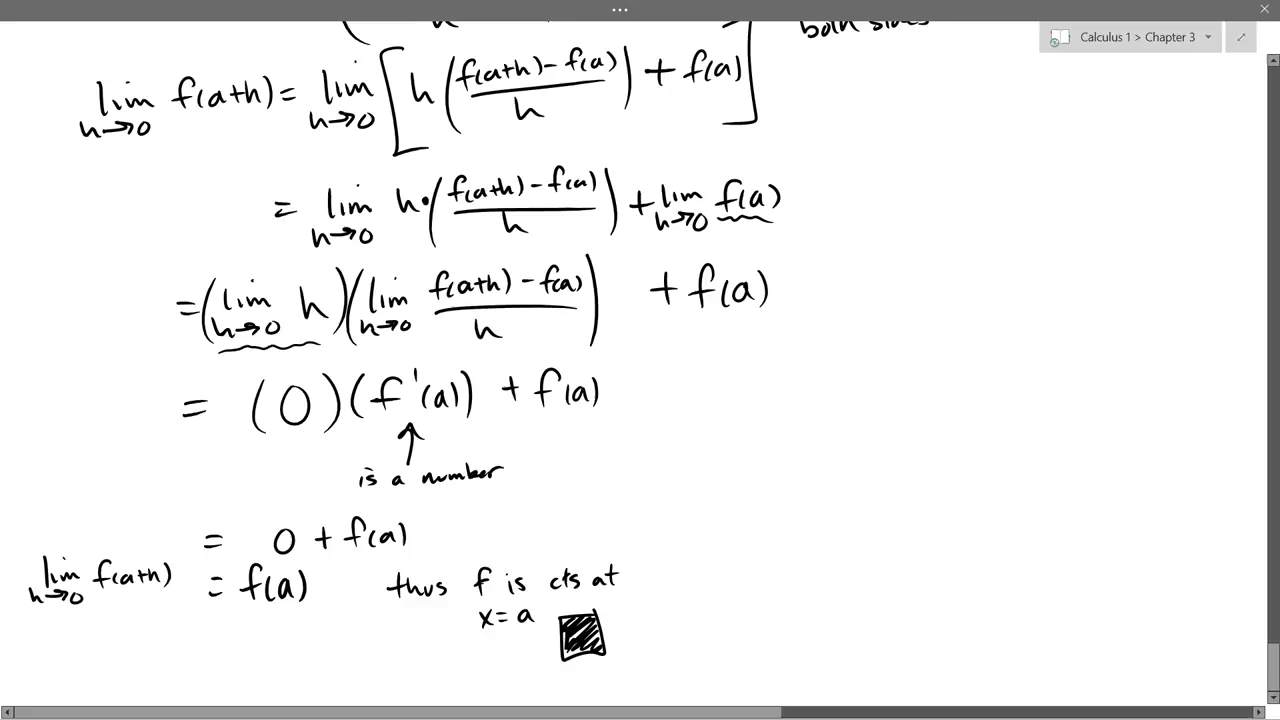 Calculus 1 > Chapter 3
both sides
lim f(a+h) = lim [ h ( f(a+h) - f(a) / h ) + f(a) ]
h→0 h→0
= lim h · ( f(a+h) - f(a) / h ) + lim f(a)
h→0 h→0
= ( lim h ) ( lim f(a+h) - f(a) / h ) + f(a)
h→0 h→0
= (0) (f'(a)) + f(a)
↑
is a number
= 0 + f(a)
lim f(a+h) = f(a) thus f is cts at
h→0 x = a ■